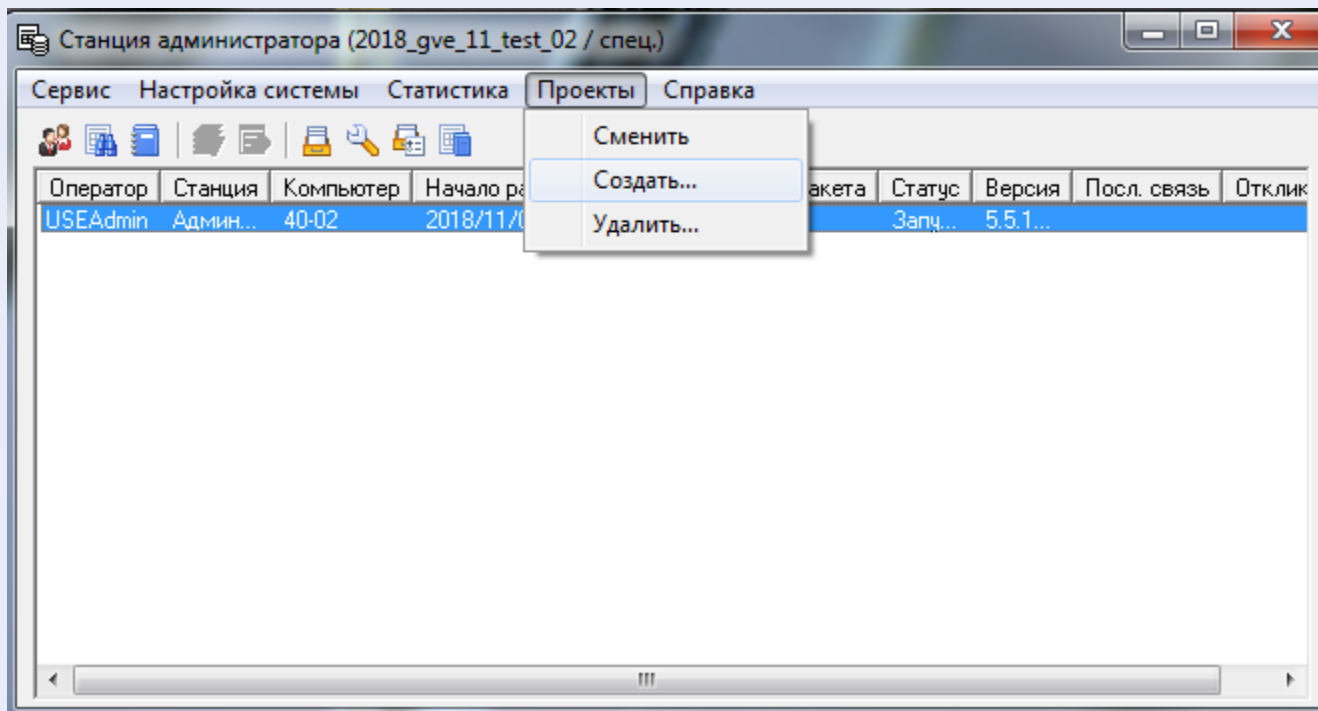 Станция администратора (2018_gve_11_test_02 / спец.)
Сервис Настройка системы Статистика Проекты Справка
Сменить
Создать...
Удалить...
Оператор Станция Компьютер Начало ра акета Статус Версия Посл. связь Отклик
USEAdmin Админ... 40-02 2018/11/0 Запу... 5.5.1...